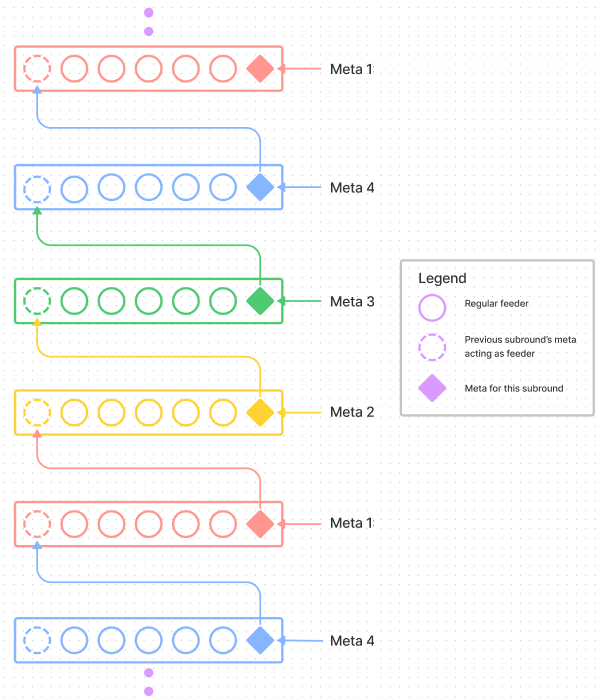 Meta 1:
Meta 4
Meta 3
Meta 2
Meta 1:
Meta 4
Legend
Regular feeder
Previous subround's meta
acting as feeder
Meta for this subround